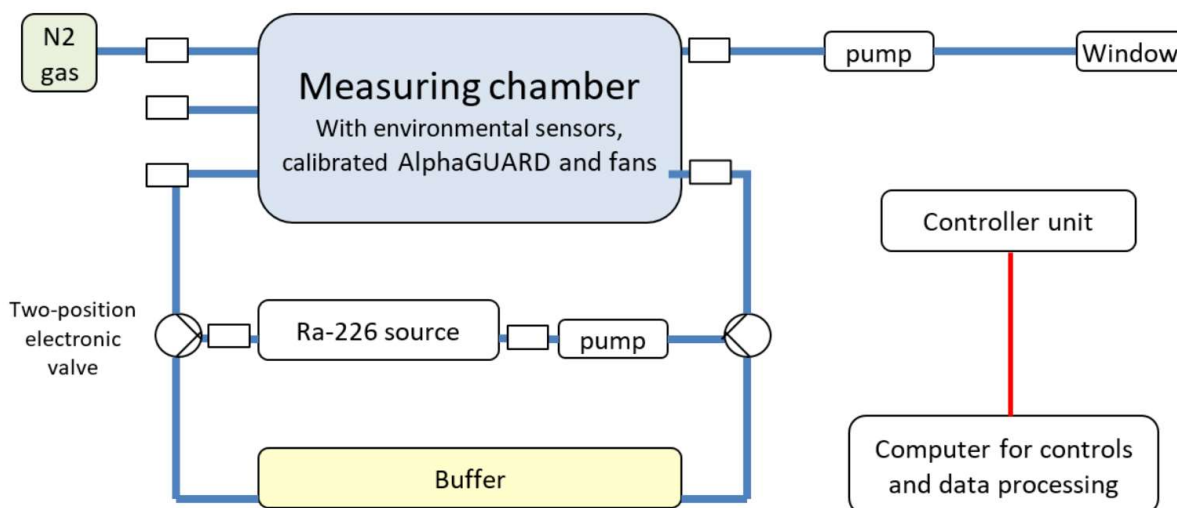 N2
gas
Measuring chamber
With environmental sensors,
calibrated AlphaGUARD and fans
pump
Window
Controller unit
Two-position
electronic
valve
Ra-226 source
pump
Buffer
Computer for controls
and data processing